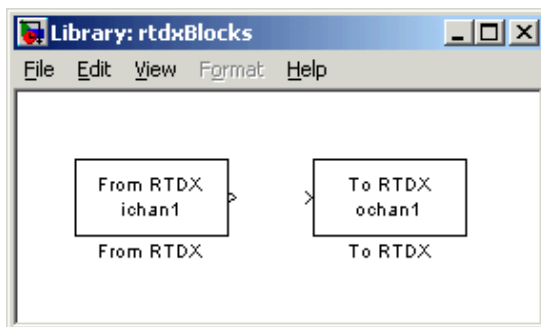 Library: rtdxBlocks
File Edit View Format Help
From RTDX
ichan1
From RTDX
To RTDX
ochan1
To RTDX